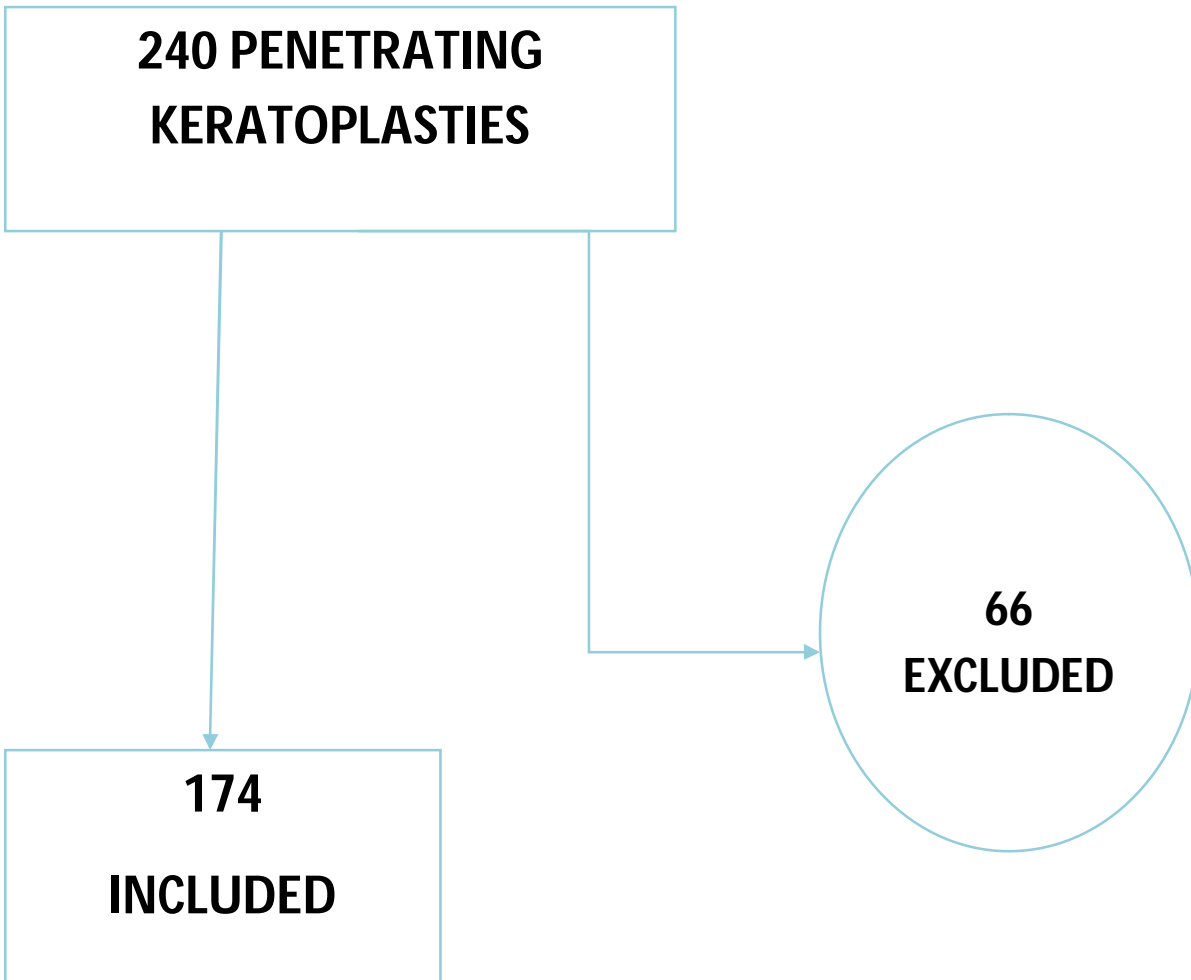 240 PENETRATING
KERATOPLASTIES
66
EXCLUDED
174
INCLUDED